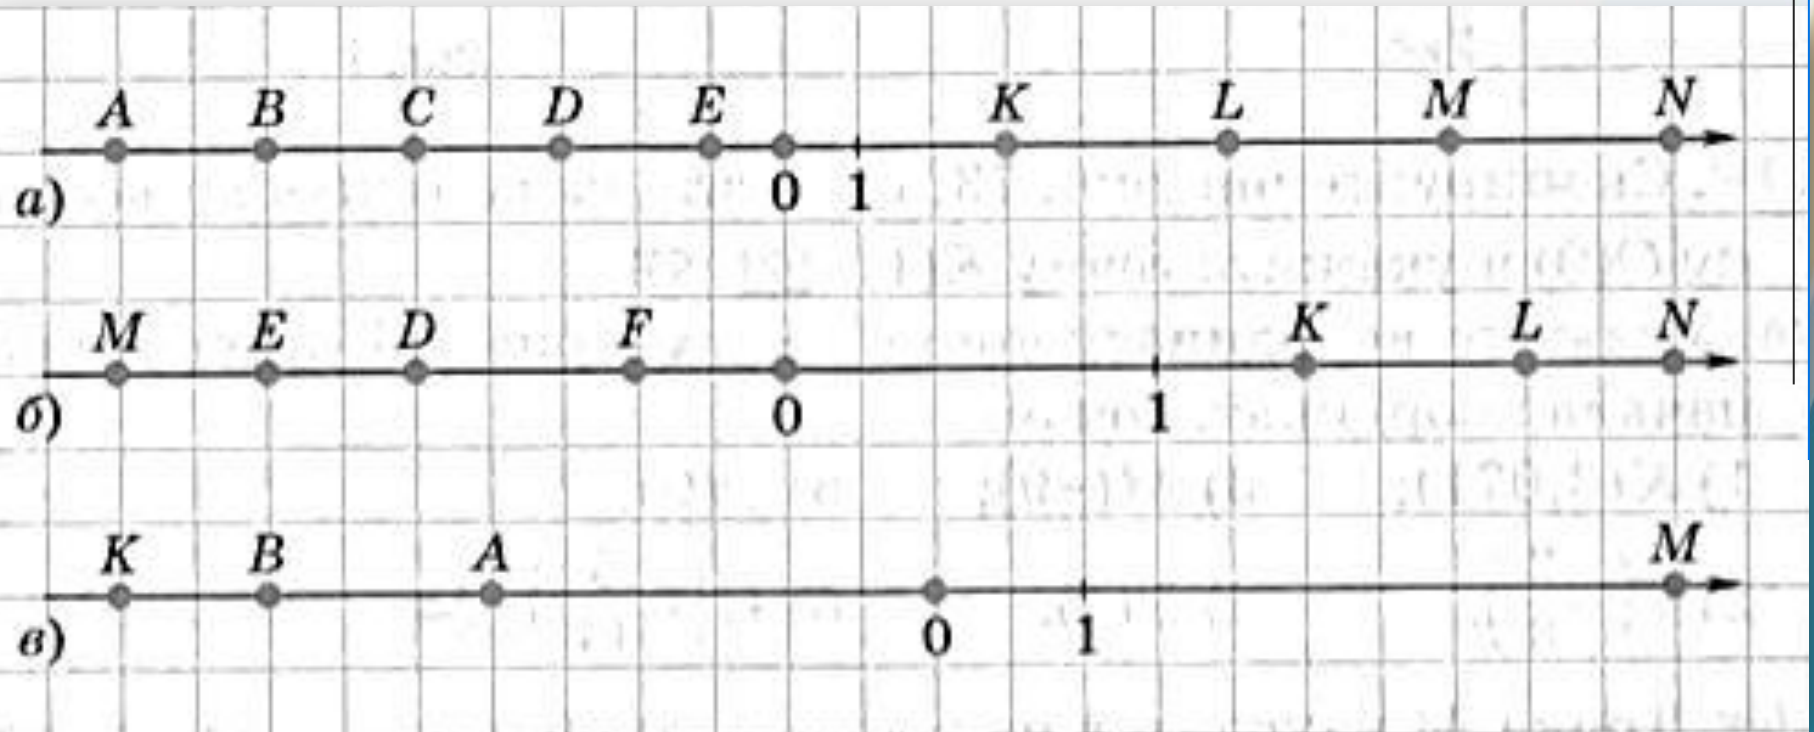 A B C D E K L M N
а) 0 1
M E D F K L N
б) 0 1
K B A M
в) 0 1